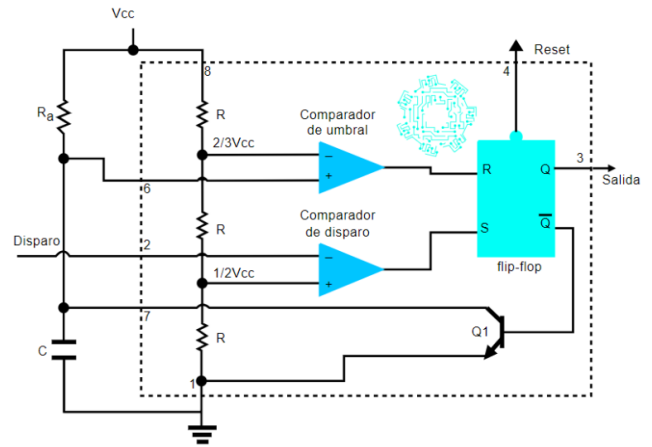 Vcc
8
4
Reset
Ra
R
Comparador
de umbral
2/3Vcc
−
+
6
R
Q
3
Salida
Disparo
2
R
Comparador
de disparo
S
Q
−
+
1/2Vcc
flip-flop
7
C
R
Q1
1